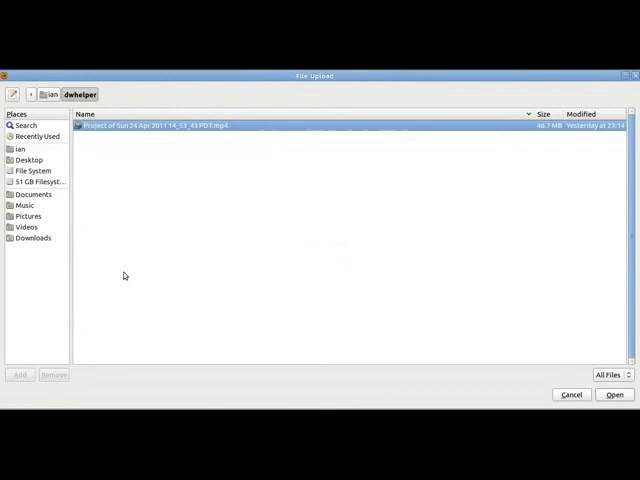 File Upload
ian dwhelper
Places
Search
Recently Used
ian
Desktop
File System
51 GB Filesyst...
Documents
Music
Pictures
Videos
Downloads
Name Size Modified
Project of Sun 24 Apr 2011 14_53_43 PDT.mp4 46.7 MB Yesterday at 23:14
Add Remove
All Files
Cancel Open